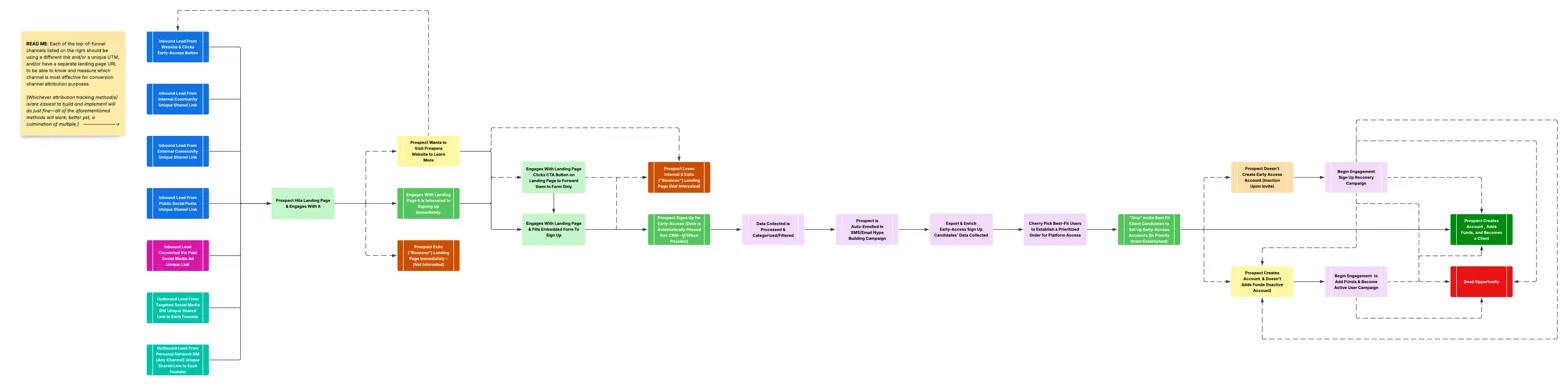 READ ME: Each of the top-of-funnel
channels listed on the right should be
using a different link and/or a unique UTM,
and/or have a separate landing page URL
to be able to know and measure which
channel is most effective for conversion
channel attribution purposes.
(Whichever attribution tracking method(s)
is/are easiest to build and implement will
do just fine—all of the aforementioned
methods will work; better yet, a
culmination of multiple.)
Inbound Lead From
Website & Clicks
Early-Access Button
Inbound Lead From
Internal Community
Unique Shared Link
Inbound Lead From
External Community
Unique Shared Link
Inbound Lead From
Public Social Posts
Unique Shared Link
Inbound Lead
Converted Via Paid
Social Media Ad
Unique Link
Outbound Lead From
Targeted Social Media
DM Unique Shared
Link to Each Founder
Outbound Lead From
Personal Network DM
(Any Channel) Unique
Shared Link to Each
Founder
Prospect Hits Landing Page
& Engages With It
Prospect Wants to
Visit Prospera
Website to Learn
More
Engages With Landing
Page & is Interested in
Signing Up
Immediately
Prospect Exits
("Bounces") Landing
Page Immediately -
(Not Interested)
Engages With Landing Page
Clicks CTA Button on
Landing Page to Forward
them to Form Only
Engages With Landing Page
& Fills Embedded Form To
Sign Up
Prospect Loses
Interest & Exits
("Bounces") Landing
Page (Not Interested)
Prospect Signs Up for
Early-Access (Data is
Automatically Flowed
Into CRM—If/When
Possible)
Data Collected is
Processed &
Categorized/Filtered
Prospect is
Auto-Enrolled in
SMS/Email Hype
Building Campaign
Export & Enrich
Early-Access Sign Up
Candidates' Data Collected
Cherry Pick Best-Fit Users
to Establish a Prioritized
Order for Platform Access
"Drip" Invite Best-Fit
Client Candidates to
Set Up Early-Access
Accounts (In Priority
Order Established)
Prospect Doesn't
Create Early Access
Account (Inaction
Upon Invite)
Begin Engagement
Sign Up Recovery
Campaign
Prospect Creates
Account & Doesn't
Adds Funds (Inactive
Account)
Begin Engagement to
Add FUnds & Become
Active User Campaign
Prospect Creates
Account , Adds
Funds, and Becomes
a Client
Dead Opportunity